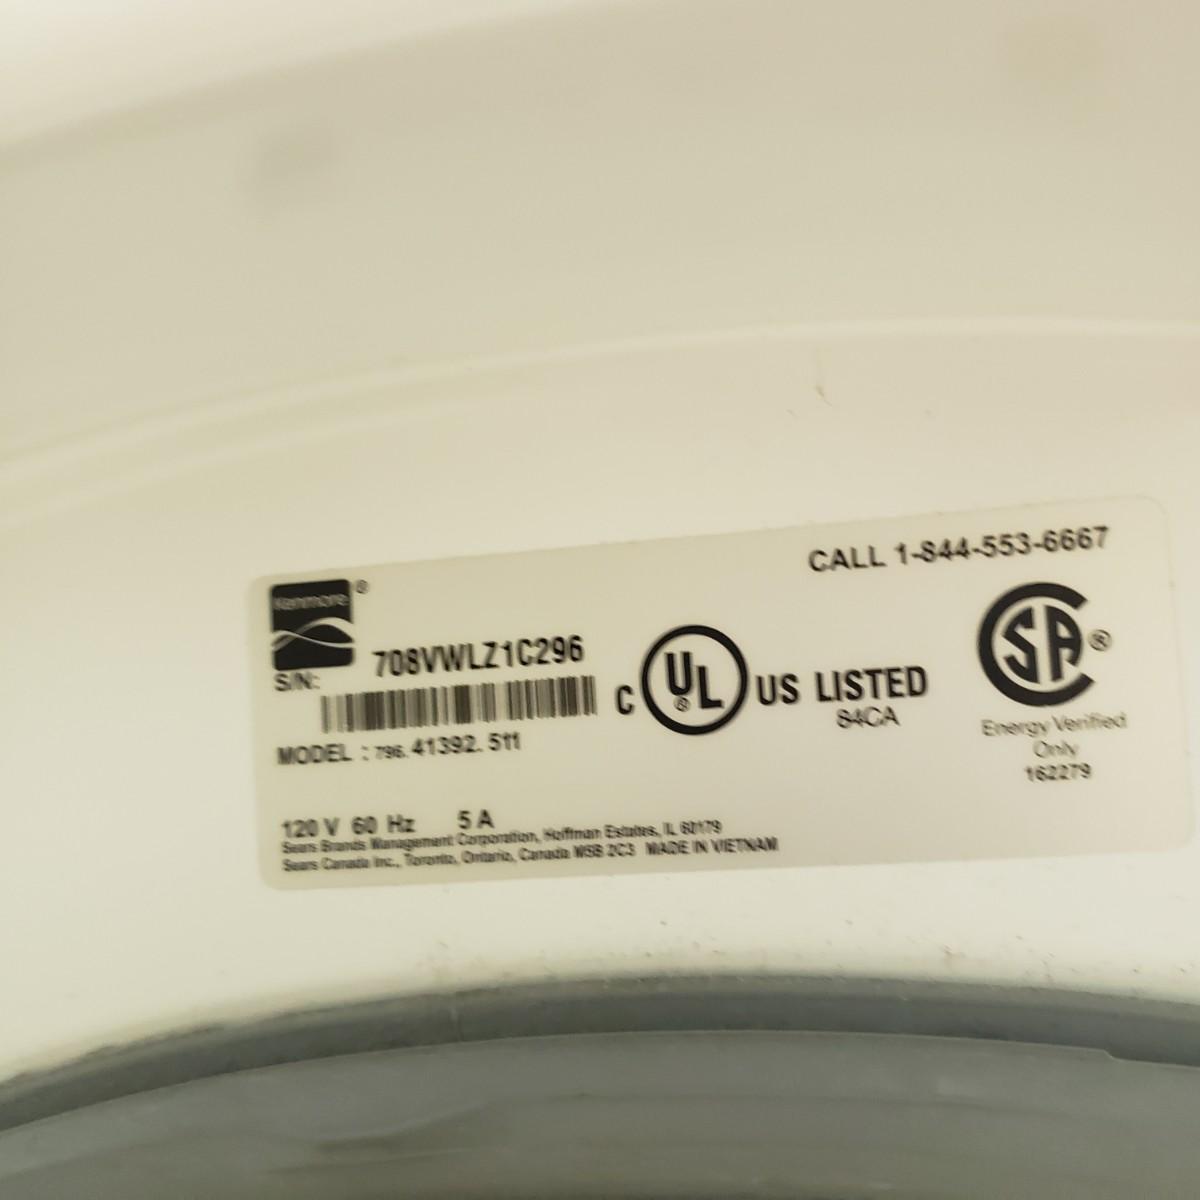 CALL 1-844-553-6667
Kenmore®
S/N: 708VWLZ1C296
MODEL : 796.41392.511
C UL® US LISTED
84CA
SA®
Energy Verified
Only
162279
120 V 60 Hz 5 A
Sears Brands Management Corporation, Hoffman Estates, IL 60179
Sears Canada Inc., Toronto, Ontario, Canada M5B 2C3 MADE IN VIETNAM